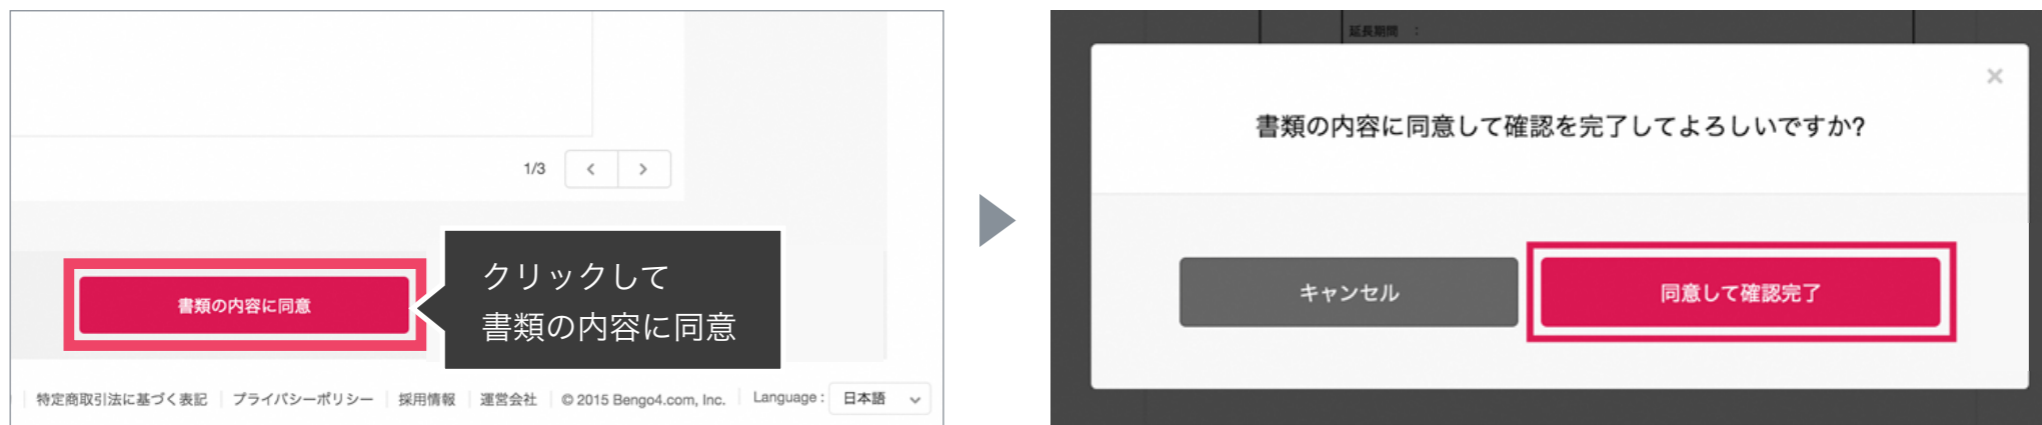 1/3
書類の内容に同意
クリックして
書類の内容に同意
特定商取引法に基づく表記 プライバシーポリシー 採用情報 運営会社 © 2015 Bengo4.com, Inc. Language : 日本語
延長期間 :
書類の内容に同意して確認を完了してよろしいですか?
キャンセル
同意して確認完了